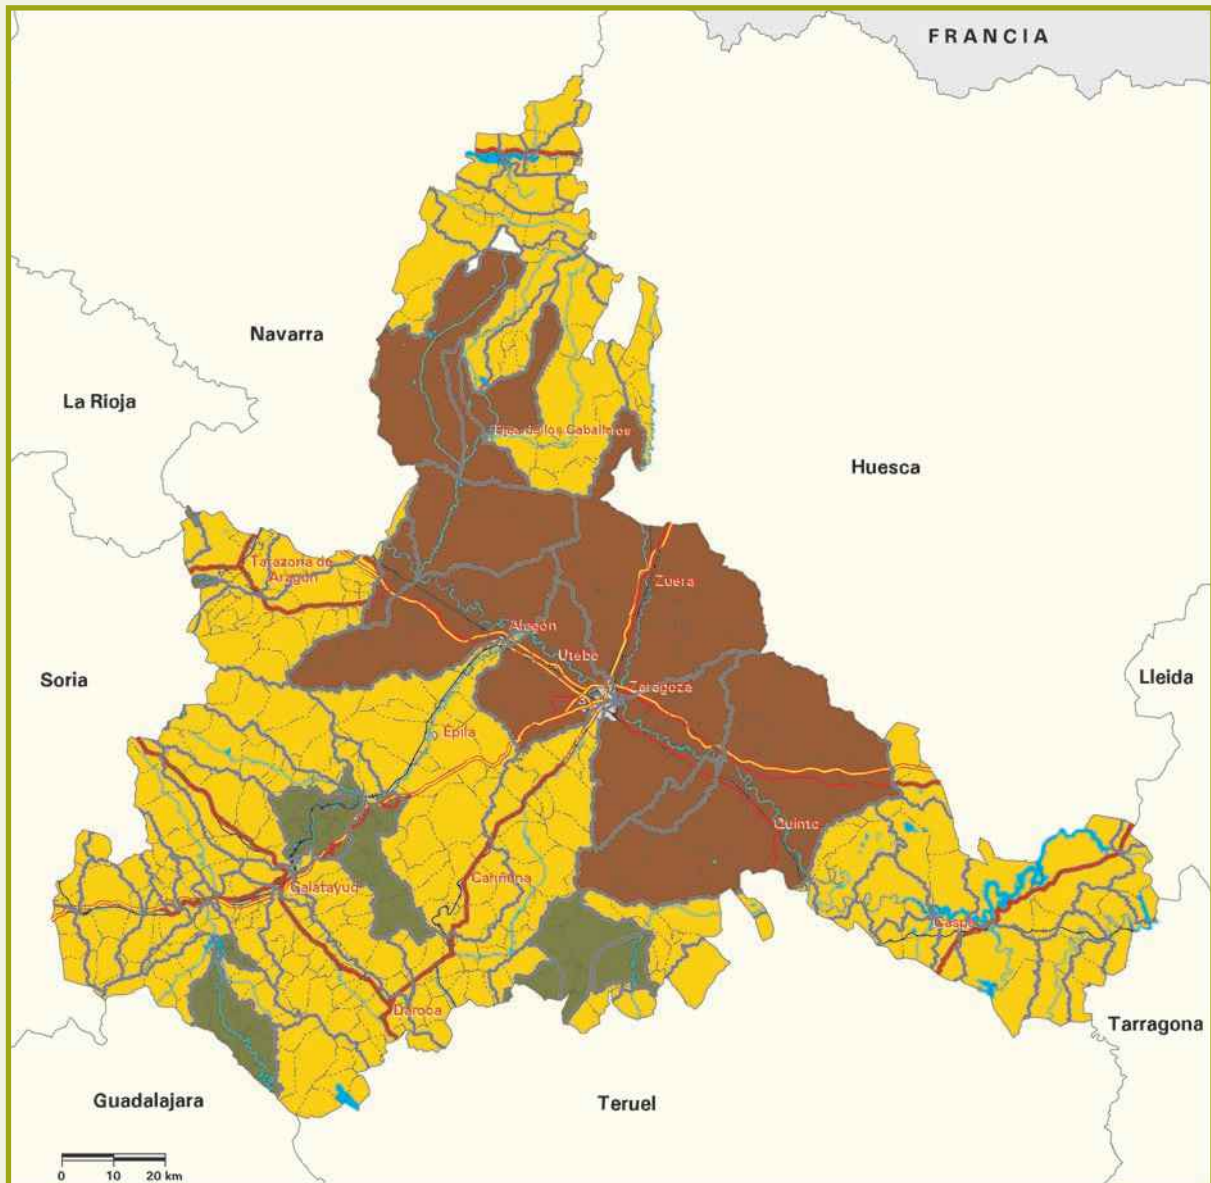 FRANCIA
Navarra
La Rioja
Ejea de los Caballeros
Huesca
Tarazona de
Aragón
Zuera
Alagón
Utebo
Soria
Zaragoza
Lleida
Épila
Quinto
Calatayud
Cariñena
Caspe
Daroca
Tarragona
Guadalajara
Teruel
0 10 20 km